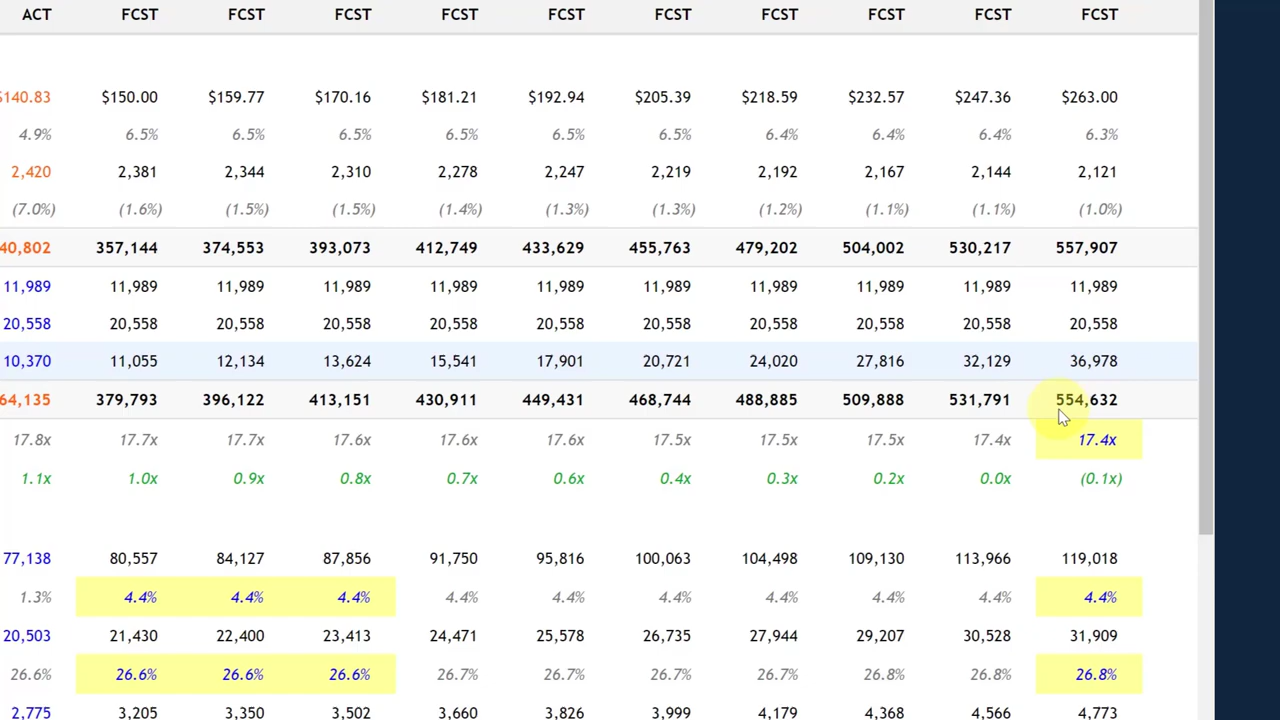 ACT FCST FCST FCST FCST FCST FCST FCST FCST FCST FCST
$140.83 $150.00 $159.77 $170.16 $181.21 $192.94 $205.39 $218.59 $232.57 $247.36 $263.00
4.9% 6.5% 6.5% 6.5% 6.5% 6.5% 6.5% 6.4% 6.4% 6.4% 6.3%
2,420 2,381 2,344 2,310 2,278 2,247 2,219 2,192 2,167 2,144 2,121
(7.0%) (1.6%) (1.5%) (1.5%) (1.4%) (1.3%) (1.3%) (1.2%) (1.1%) (1.1%) (1.0%)
40,802 357,144 374,553 393,073 412,749 433,629 455,763 479,202 504,002 530,217 557,907
11,989 11,989 11,989 11,989 11,989 11,989 11,989 11,989 11,989 11,989 11,989
20,558 20,558 20,558 20,558 20,558 20,558 20,558 20,558 20,558 20,558 20,558
10,370 11,055 12,134 13,624 15,541 17,901 20,721 24,020 27,816 32,129 36,978
64,135 379,793 396,122 413,151 430,911 449,431 468,744 488,885 509,888 531,791 554,632
17.8x 17.7x 17.7x 17.6x 17.6x 17.6x 17.5x 17.5x 17.5x 17.4x 17.4x
1.1x 1.0x 0.9x 0.8x 0.7x 0.6x 0.4x 0.3x 0.2x 0.0x (0.1x)
77,138 80,557 84,127 87,856 91,750 95,816 100,063 104,498 109,130 113,966 119,018
1.3% 4.4% 4.4% 4.4% 4.4% 4.4% 4.4% 4.4% 4.4% 4.4% 4.4%
20,503 21,430 22,400 23,413 24,471 25,578 26,735 27,944 29,207 30,528 31,909
26.6% 26.6% 26.6% 26.6% 26.7% 26.7% 26.7% 26.7% 26.8% 26.8% 26.8%
2,775 3,205 3,350 3,502 3,660 3,826 3,999 4,179 4,368 4,566 4,773